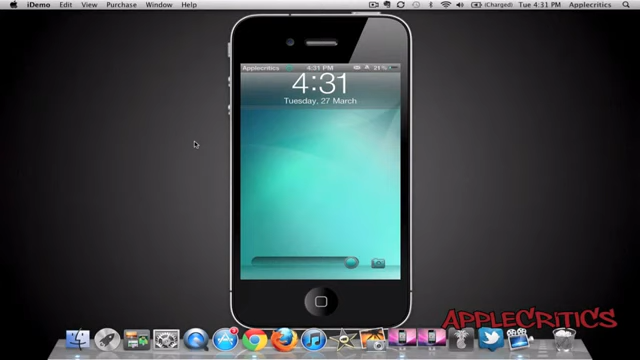 iDemo Edit View Purchase Window Help (Charged) Tue 4:31 PM Applecritics
Applecritics 4:31 PM 21%
4:31
Tuesday, 27 March
APPLECRITICS